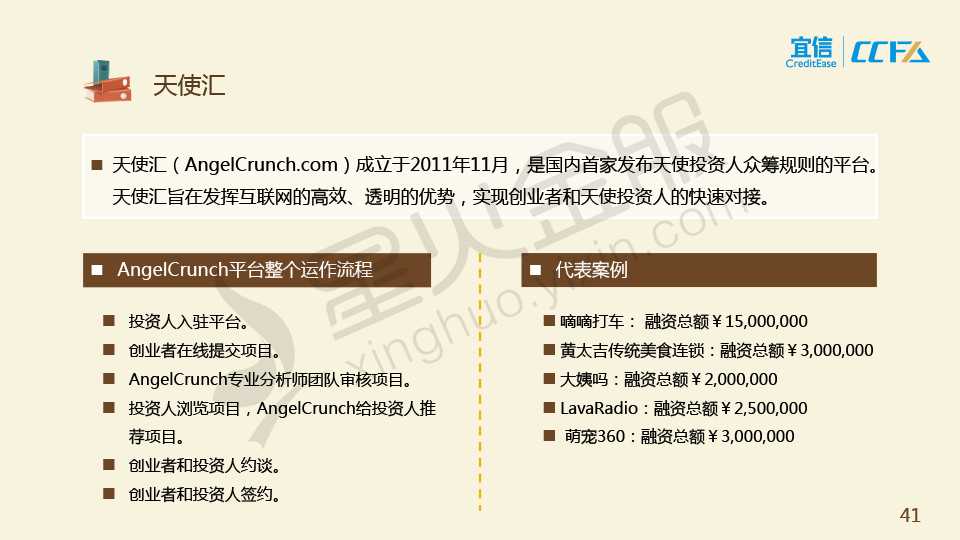 宜信
CreditEase
CCFA
天使汇
■ 天使汇（AngelCrunch.com）成立于2011年11月，是国内首家发布天使投资人众筹规则的平台。
天使汇旨在发挥互联网的高效、透明的优势，实现创业者和天使投资人的快速对接。
■ AngelCrunch平台整个运作流程
■ 投资人入驻平台。
■ 创业者在线提交项目。
■ AngelCrunch专业分析师团队审核项目。
■ 投资人浏览项目，AngelCrunch给投资人推
荐项目。
■ 创业者和投资人约谈。
■ 创业者和投资人签约。
■ 代表案例
■ 嘀嘀打车： 融资总额￥15,000,000
■ 黄太吉传统美食连锁：融资总额￥3,000,000
■ 大姨吗：融资总额￥2,000,000
■ LavaRadio：融资总额￥2,500,000
■ 萌宠360：融资总额￥3,000,000
星火金服
xinghuo.yixin.com
41